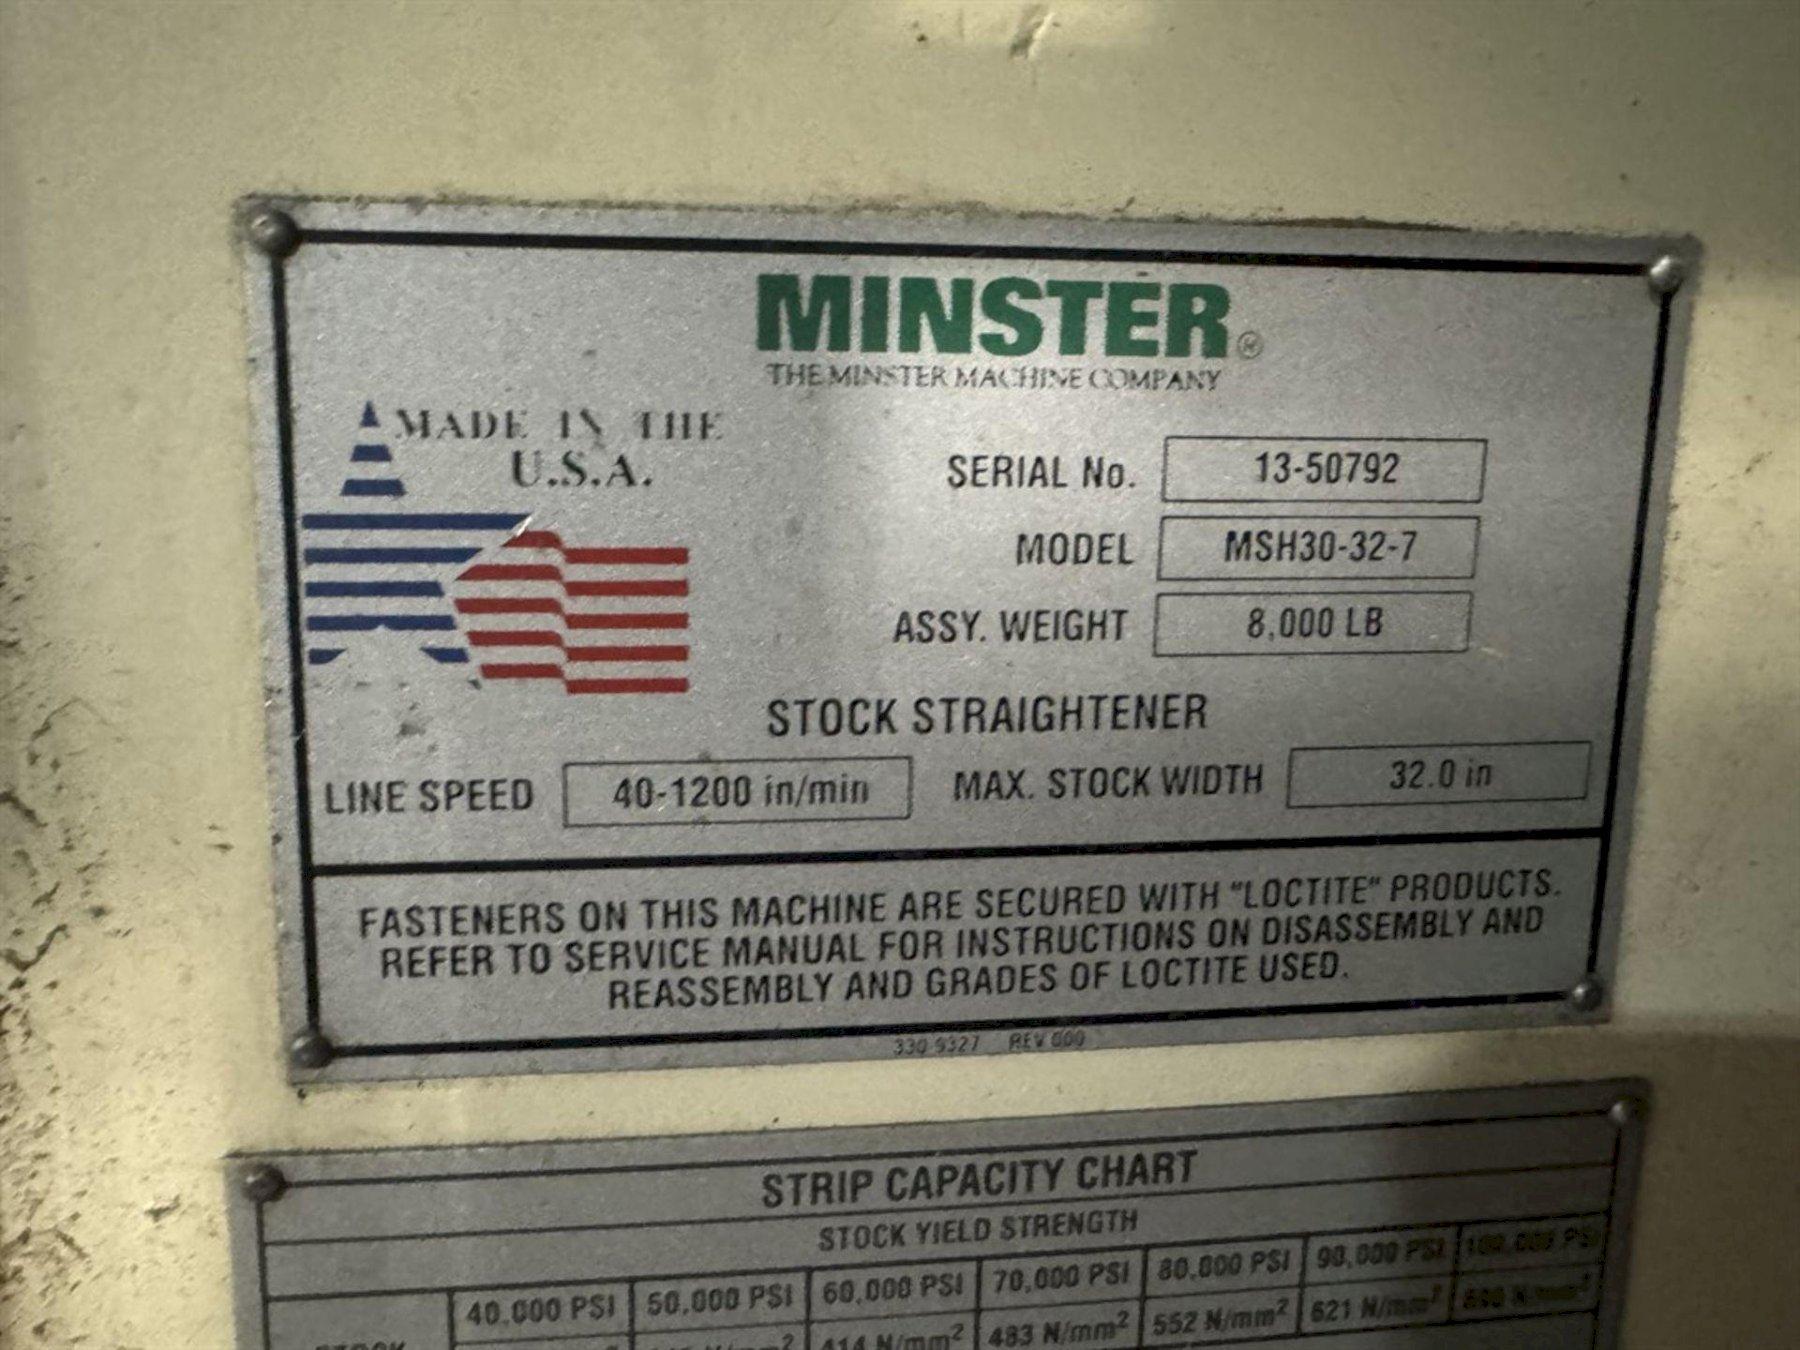 MINSTER®
THE MINSTER MACHINE COMPANY
MADE IN THE
U.S.A.
SERIAL No. 13-50792
MODEL MSH30-32-7
ASSY. WEIGHT 8,000 LB
STOCK STRAIGHTENER
LINE SPEED 40-1200 in/min MAX. STOCK WIDTH 32.0 in
FASTENERS ON THIS MACHINE ARE SECURED WITH "LOCTITE" PRODUCTS.
REFER TO SERVICE MANUAL FOR INSTRUCTIONS ON DISASSEMBLY AND
REASSEMBLY AND GRADES OF LOCTITE USED.
330-9327 REV 000
STRIP CAPACITY CHART
STOCK YIELD STRENGTH
40,000 PSI 50,000 PSI 60,000 PSI 70,000 PSI 80,000 PSI 90,000 PSI 100,000 PSI
STOCK 414 N/mm² 483 N/mm² 552 N/mm² 621 N/mm²